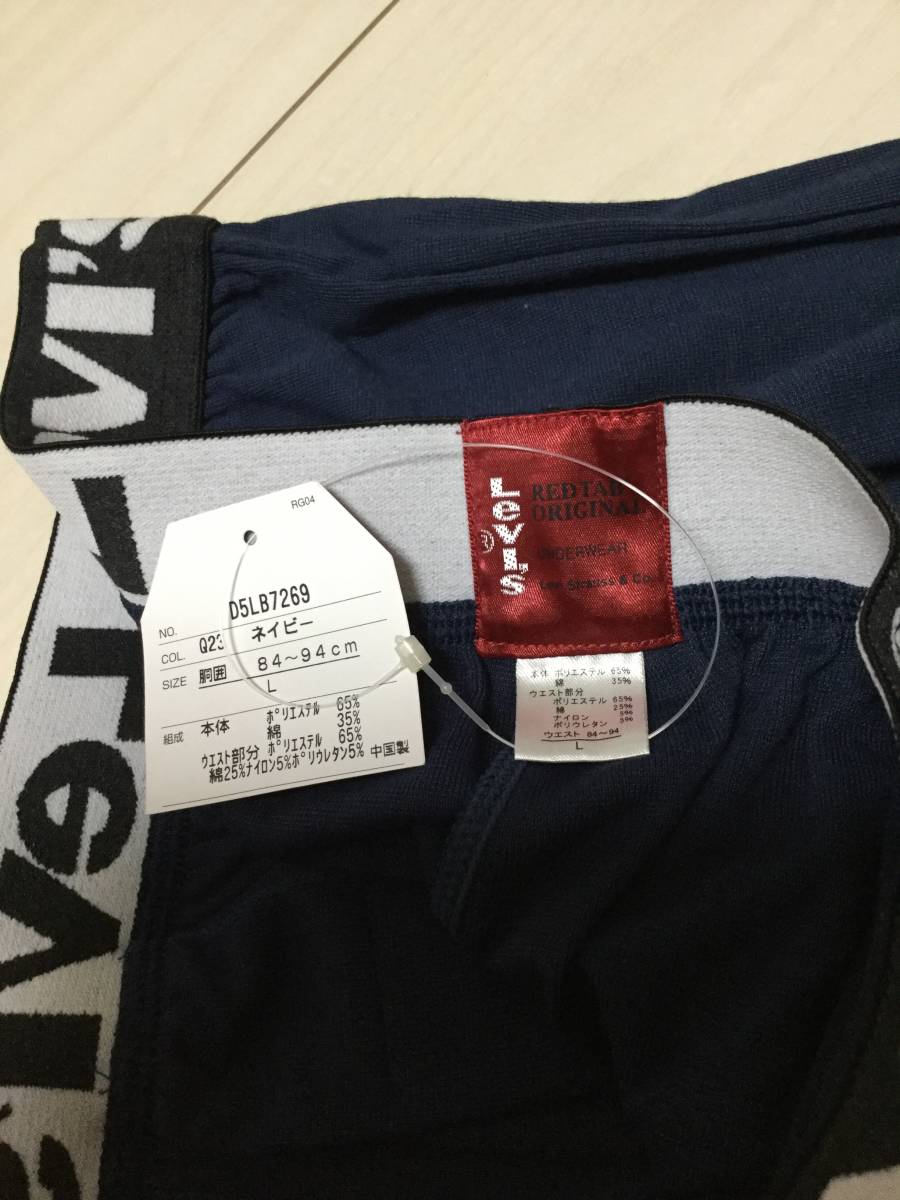 Levi's
RG04
NO. D5LB7269
COL. Q23 ネイビー
SIZE 胴囲 84～94cm
L
組成 本体 ポリエステル 65%
綿 35%
ウエスト部分 ポリエステル 65%
綿25%ナイロン5%ポリウレタン5% 中国製
Levi's®
RED TAB
ORIGINAL
UNDERWEAR
Levi Strauss & Co.
本体 ポリエステル 65%
綿 35%
ウエスト部分
ポリエステル 65%
綿 25%
ナイロン 5%
ポリウレタン 5%
ウエスト 84～94
L